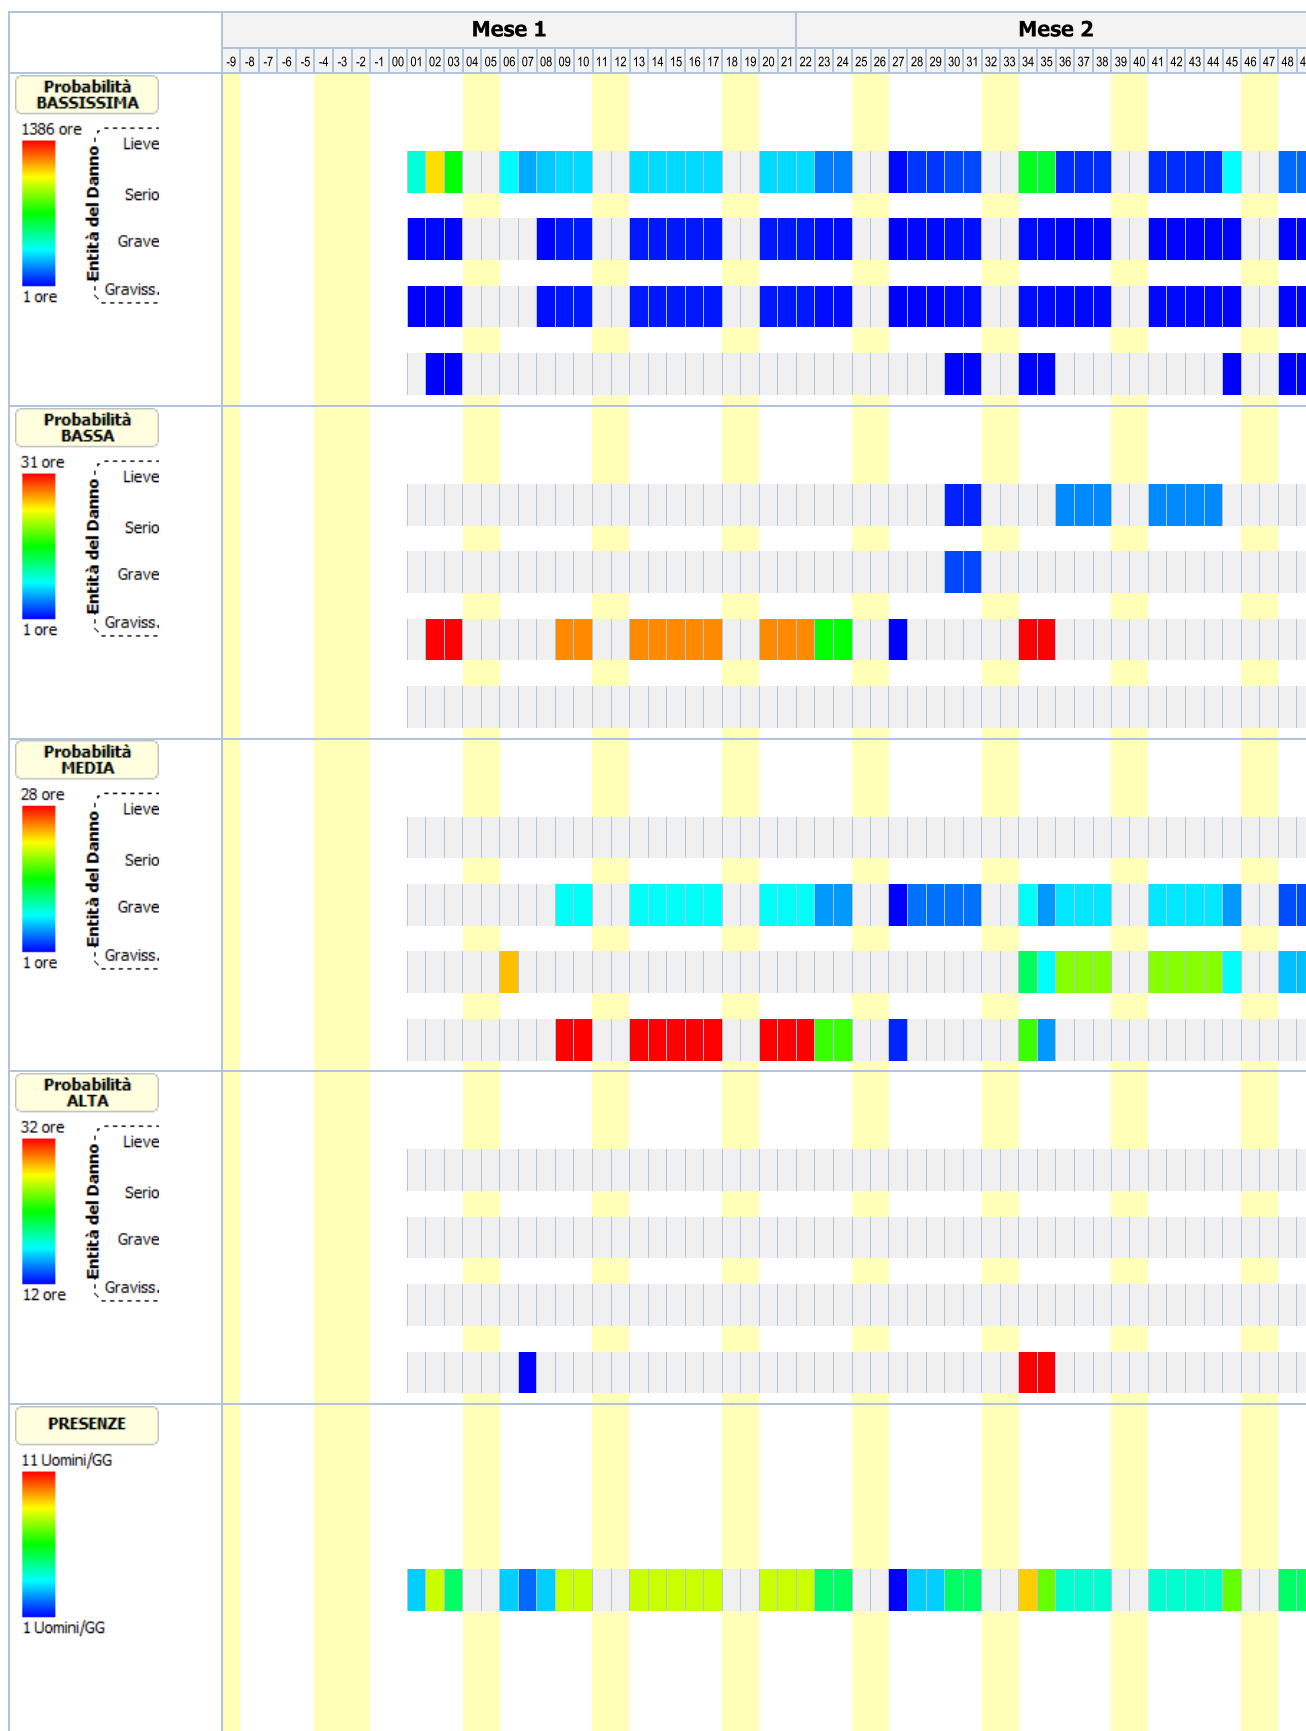 Mese 1 Mese 2
-9 -8 -7 -6 -5 -4 -3 -2 -1 00 01 02 03 04 05 06 07 08 09 10 11 12 13 14 15 16 17 18 19 20 21 22 23 24 25 26 27 28 29 30 31 32 33 34 35 36 37 38 39 40 41 42 43 44 45 46 47 48 4
Probabilità
BASSISSIMA
1386 ore
Lieve
Serio
Entità del Danno
Grave
Graviss.
1 ore
Probabilità
BASSA
31 ore
Lieve
Serio
Entità del Danno
Grave
Graviss.
1 ore
Probabilità
MEDIA
28 ore
Lieve
Serio
Entità del Danno
Grave
Graviss.
1 ore
Probabilità
ALTA
32 ore
Lieve
Serio
Entità del Danno
Grave
Graviss.
12 ore
PRESENZE
11 Uomini/GG
1 Uomini/GG